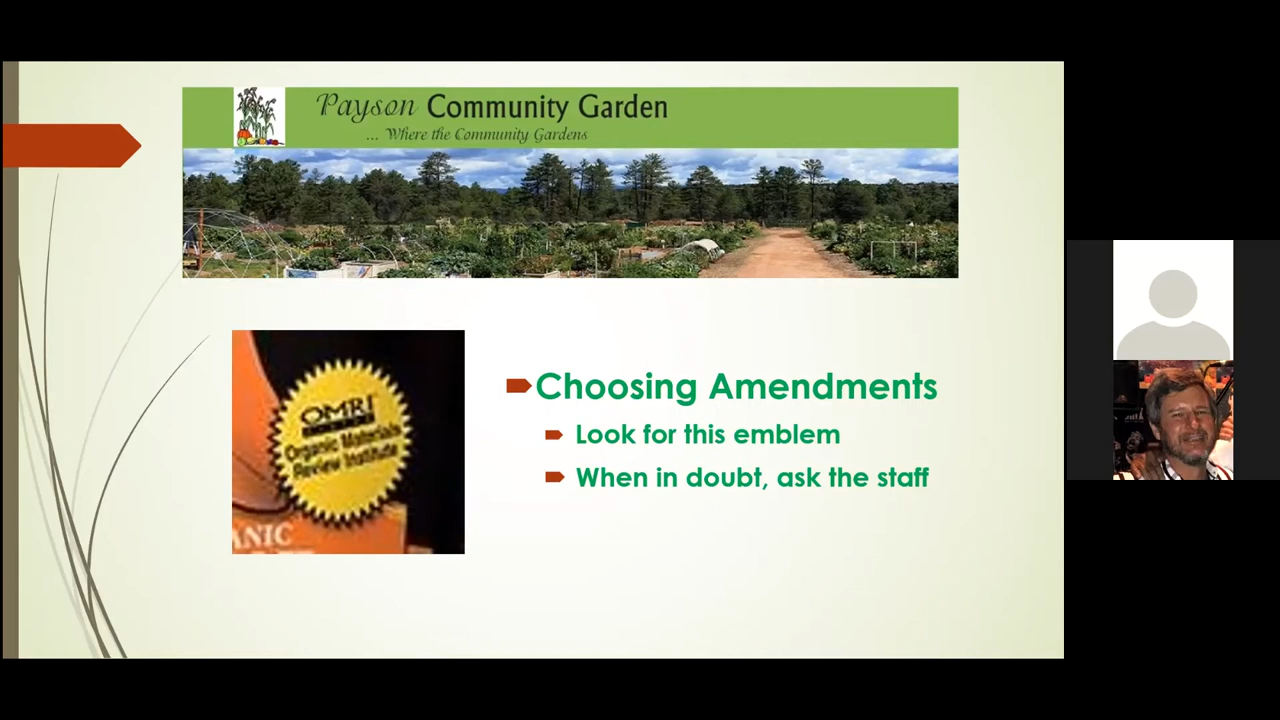 Payson Community Garden
... Where the Community Gardens
OMRI
Organic Materials
Review Institute
ANIC
Choosing Amendments
Look for this emblem
When in doubt, ask the staff